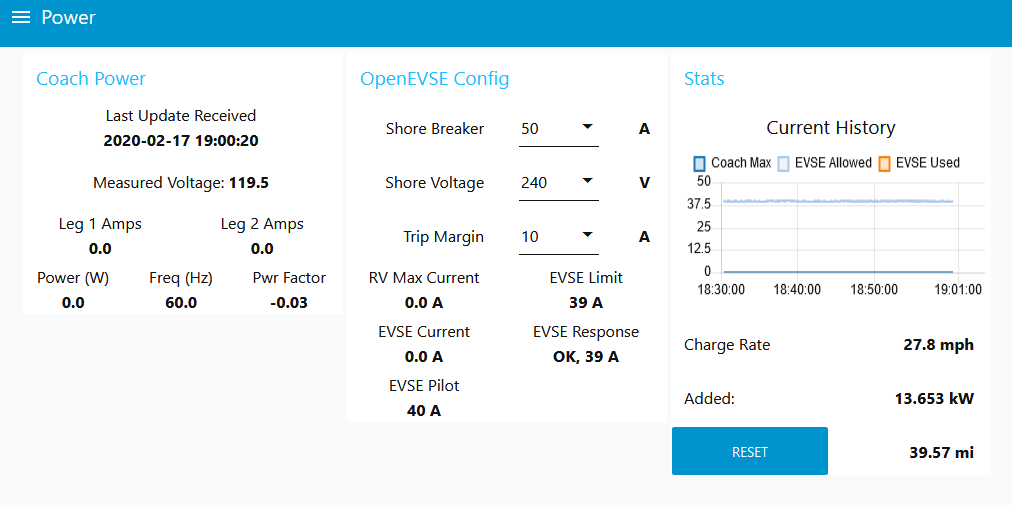 Power
Coach Power
Last Update Received
2020-02-17 19:00:20
Measured Voltage: 119.5
Leg 1 Amps Leg 2 Amps
0.0 0.0
Power (W) Freq (Hz) Pwr Factor
0.0 60.0 -0.03
OpenEVSE Config
Shore Breaker 50 A
Shore Voltage 240 V
Trip Margin 10 A
RV Max Current EVSE Limit
0.0 A 39 A
EVSE Current EVSE Response
0.0 A OK, 39 A
EVSE Pilot
40 A
Stats
Current History
Coach Max EVSE Allowed EVSE Used
50
37.5
25
12.5
0
18:30:00 18:40:00 18:50:00 19:01:00
Charge Rate 27.8 mph
Added: 13.653 kW
RESET 39.57 mi